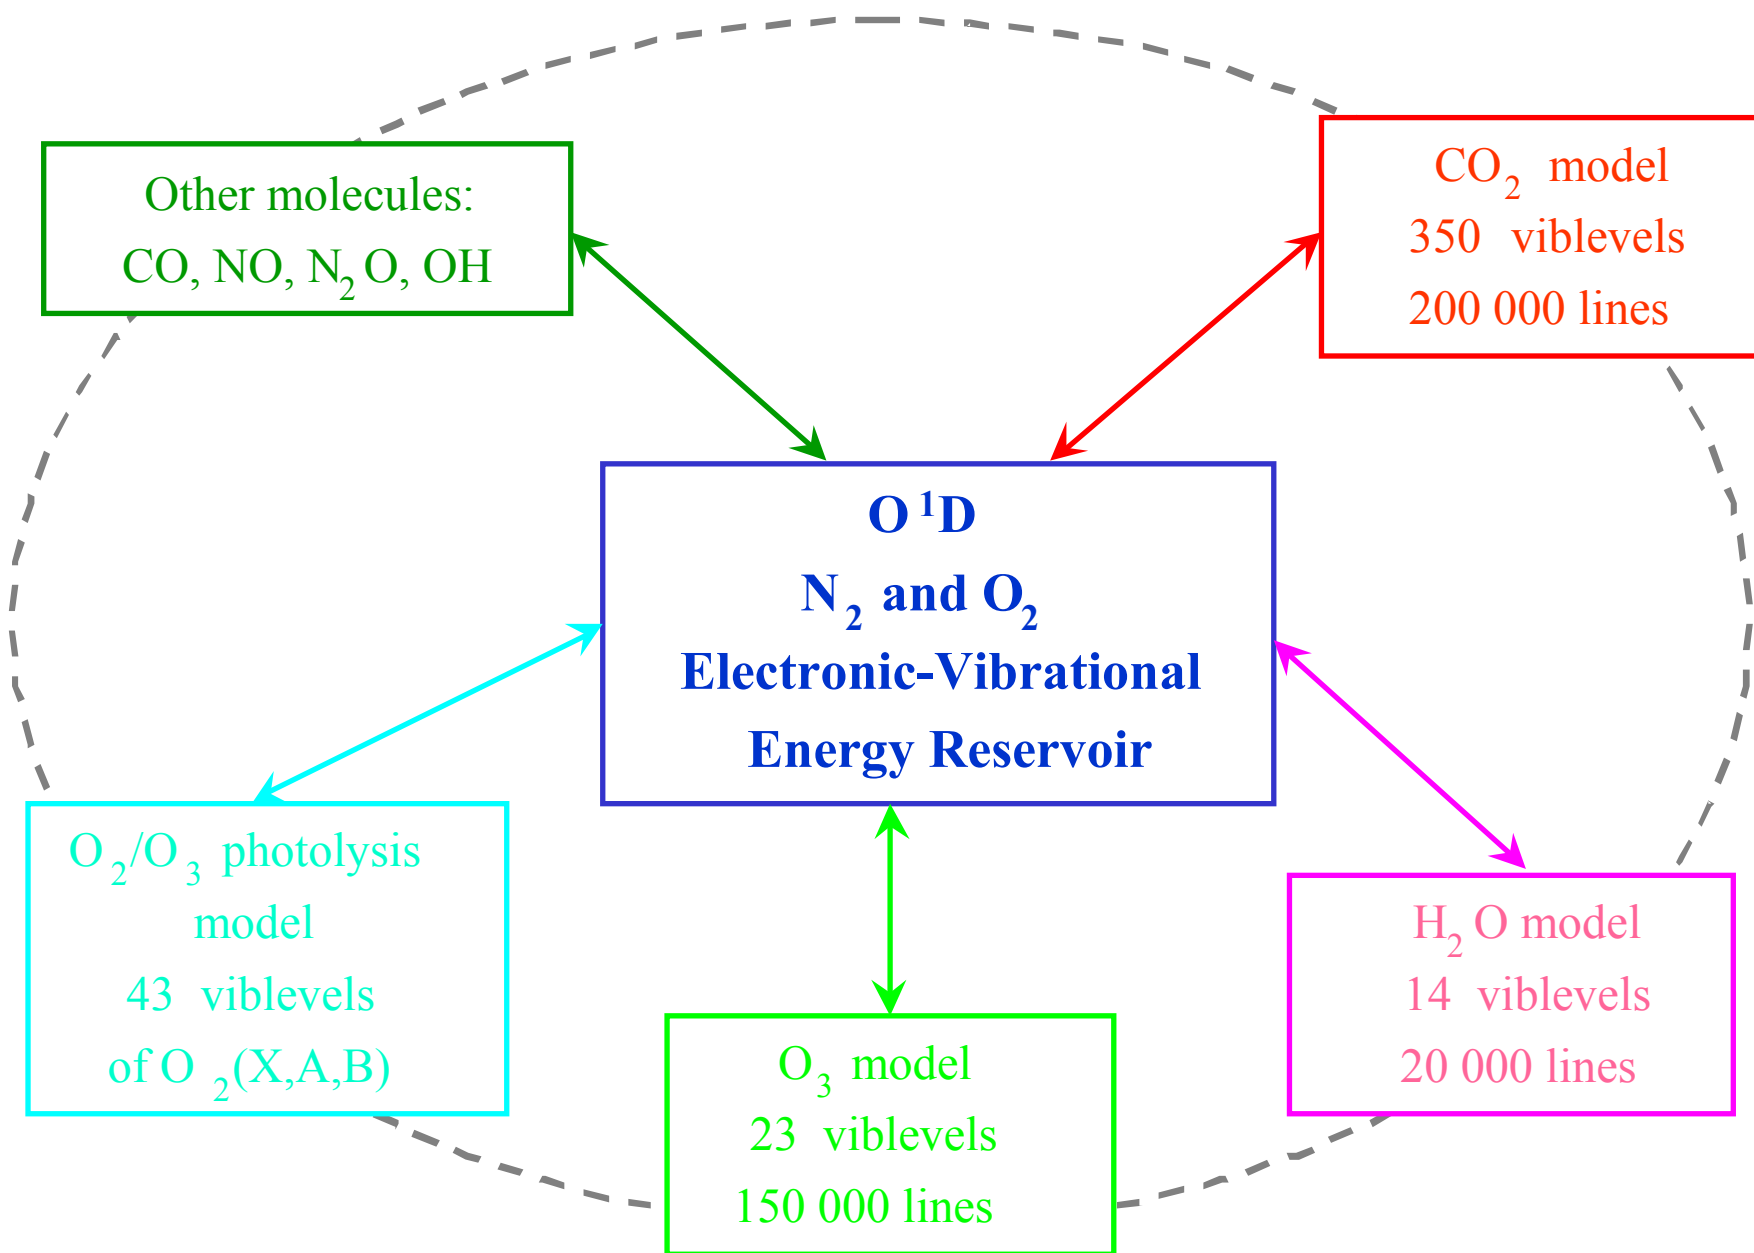 Other molecules:
CO, NO, N₂O, OH
CO₂ model
350 viblevels
200 000 lines
O ¹D
N₂ and O₂
Electronic-Vibrational
Energy Reservoir
O₂/O₃ photolysis
model
43 viblevels
of O₂(X,A,B)
O₃ model
23 viblevels
150 000 lines
H₂O model
14 viblevels
20 000 lines